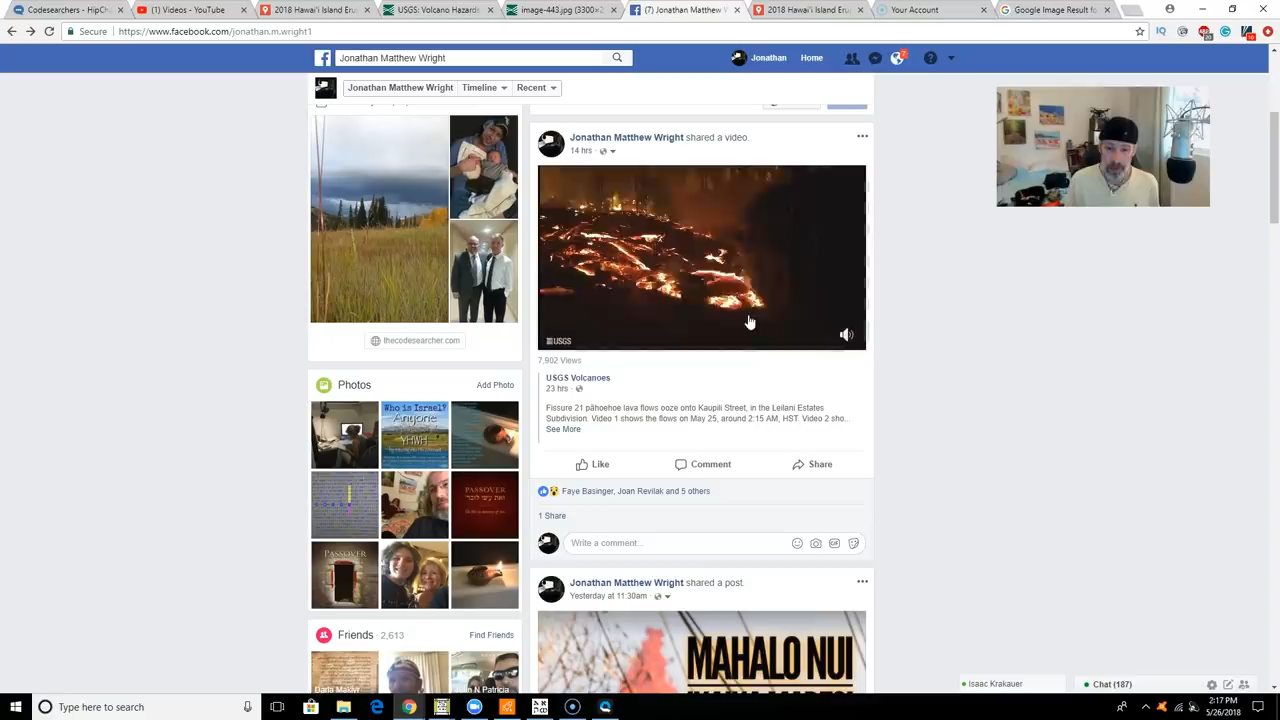 Codesearchers - HipCh
(1) Videos - YouTube
2018 Hawai'i Island Eru
USGS: Volcano Hazards
image-443.jpg (3300×2
(7) Jonathan Matthew W
2018 Hawai'i Island Eru
Your Account
Google Image Result fo
Secure https://www.facebook.com/jonathan.m.wright1
Jonathan Matthew Wright
Jonathan
Home
7
Jonathan Matthew Wright
Timeline
Recent
Jonathan Matthew Wright shared a video.
14 hrs
USGS
thecodesearcher.com
7,902 Views
USGS Volcanoes
23 hrs
Fissure 21 pāhoehoe lava flows ooze onto Kaupili Street, in the Leilani Estates
Subdivision. Video 1 shows the flows on May 25, around 2:15 AM, HST. Video 2 sho...
See More
Like
Comment
Share
Faye Basinger, Joan Revilak and 5 others
1 Share
Write a comment...
GIF
Photos
Add Photo
Who is Israel?
Anyone
YHWH
PASSOVER
PASSOVER
Friends 2,613
Find Friends
Jonathan Matthew Wright shared a post.
Yesterday at 11:30am
MAHALO NUI
Isaac Krakauer
Chat (187)
Type here to search
2:17 PM
5/26/2018